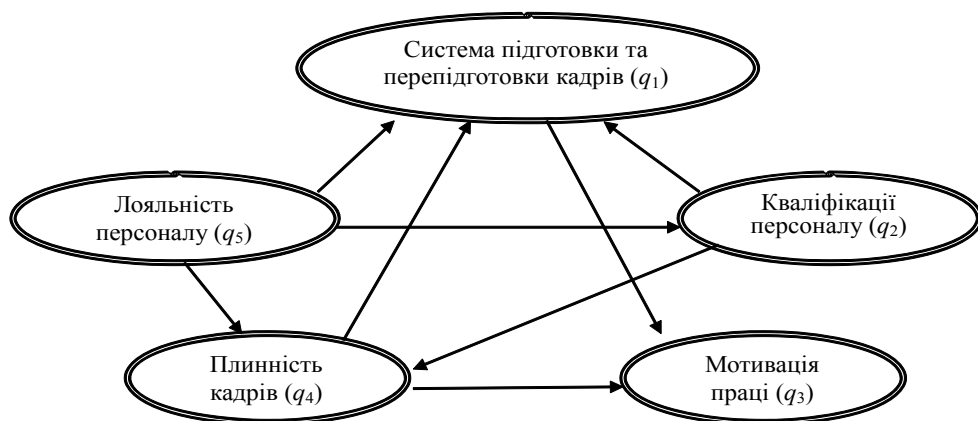 Система підготовки та
перепідготовки кадрів (q1)
Лояльність
персоналу (q5)
Кваліфікації
персоналу (q2)
Плинність
кадрів (q4)
Мотивація
праці (q3)